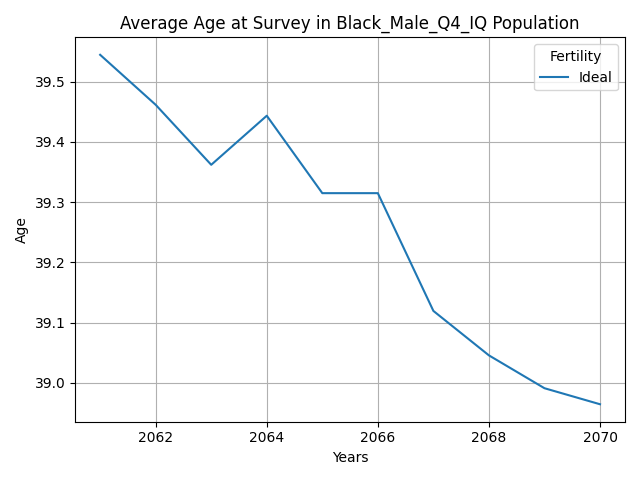 Average Age at Survey in Black_Male_Q4_IQ Population
Fertility
Ideal
Age
39.5
39.4
39.3
39.2
39.1
39.0
2062
2064
2066
2068
2070
Years